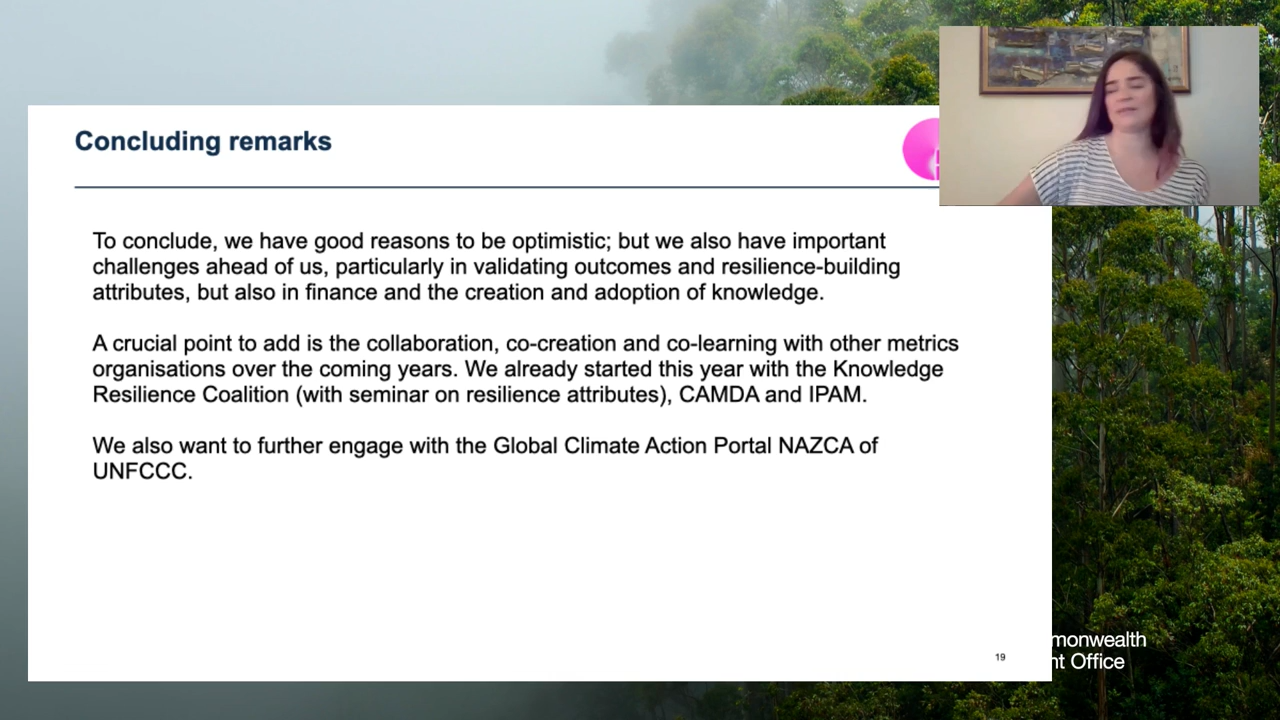 Concluding remarks
To conclude, we have good reasons to be optimistic; but we also have important
challenges ahead of us, particularly in validating outcomes and resilience-building
attributes, but also in finance and the creation and adoption of knowledge.
A crucial point to add is the collaboration, co-creation and co-learning with other metrics
organisations over the coming years. We already started this year with the Knowledge
Resilience Coalition (with seminar on resilience attributes), CAMDA and IPAM.
We also want to further engage with the Global Climate Action Portal NAZCA of
UNFCCC.
19
monwealth
nt Office